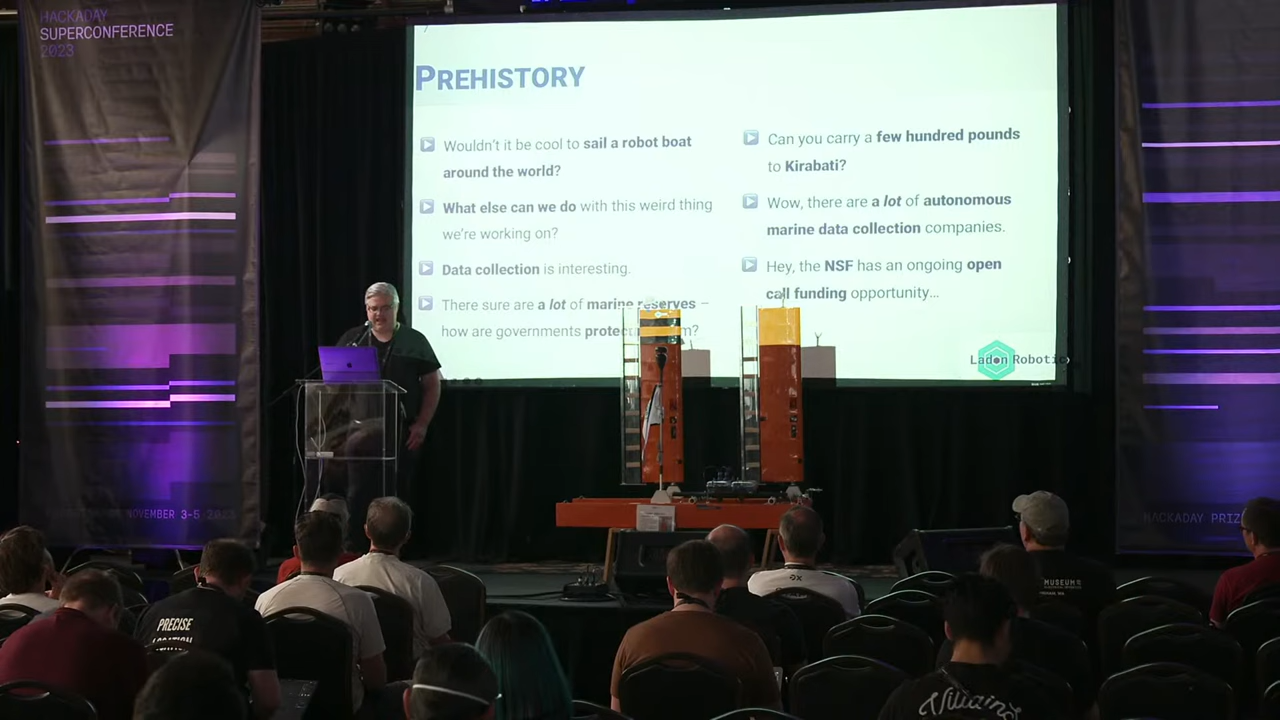 HACKADAY
SUPERCONFERENCE
2023
PREHISTORY
Wouldn't it be cool to sail a robot boat
around the world?
What else can we do with this weird thing
we're working on?
Data collection is interesting.
There sure are a lot of marine reserves –
how are governments
Can you carry a few hundred pounds
to Kirabati?
Wow, there are a lot of autonomous
marine data collection companies.
Hey, the NSF has an ongoing open
call funding opportunity...
Ladon Robotic
NOVEMBER 3-5 2023
HACKADAY PRIZ
PRECISE
MUSEUM
Villains